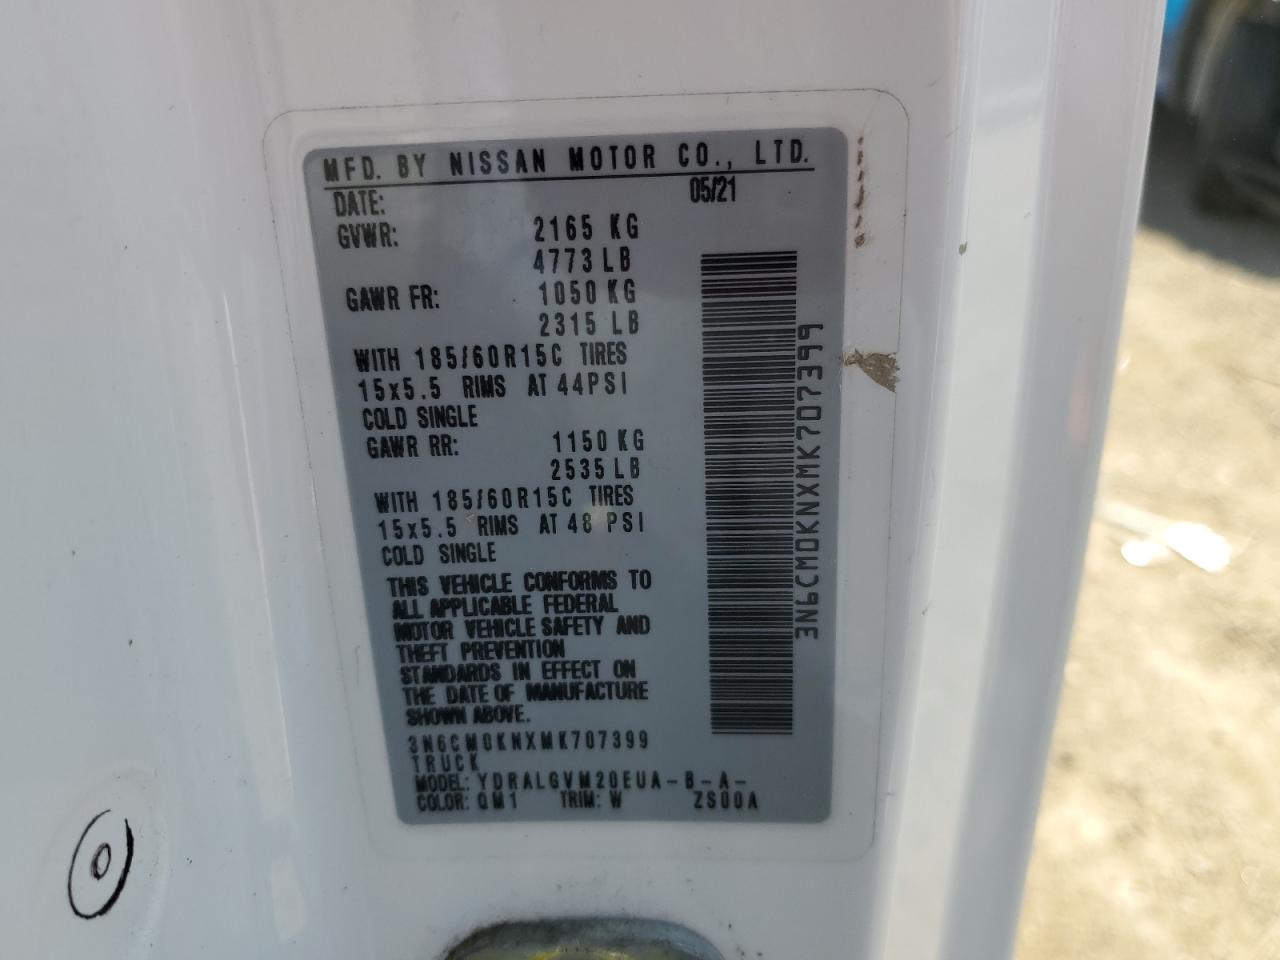 MFD. BY NISSAN MOTOR CO., LTD.
DATE: 05/21
GVWR: 2165 KG
4773 LB
GAWR FR: 1050 KG
2315 LB
WITH 185/60R15C TIRES
15x5.5 RIMS AT 44PSI
COLD SINGLE
GAWR RR: 1150 KG
2535 LB
WITH 185/60R15C TIRES
15x5.5 RIMS AT 48 PSI
COLD SINGLE
THIS VEHICLE CONFORMS TO
ALL APPLICABLE FEDERAL
MOTOR VEHICLE SAFETY AND
THEFT PREVENTION
STANDARDS IN EFFECT ON
THE DATE OF MANUFACTURE
SHOWN ABOVE.
3N6CM0KNXMK707399
TRUCK
MODEL: YDRALGVM20EUA-B-A-
COLOR: QM1 TRIM: W ZS00A
3N6CM0KNXMK707399